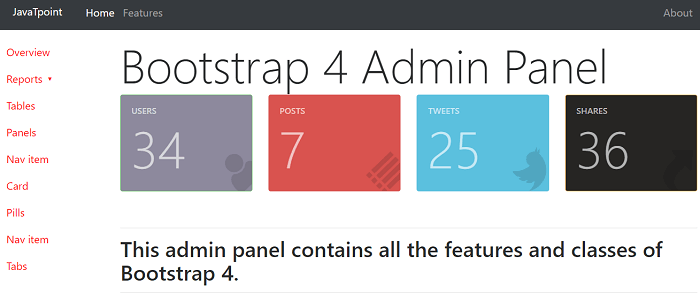 JavaTpoint Home Features About
Overview
Reports
Tables
Panels
Nav item
Card
Pills
Nav item
Tabs
Bootstrap 4 Admin Panel
USERS
34
POSTS
7
TWEETS
25
SHARES
36
This admin panel contains all the features and classes of
Bootstrap 4.